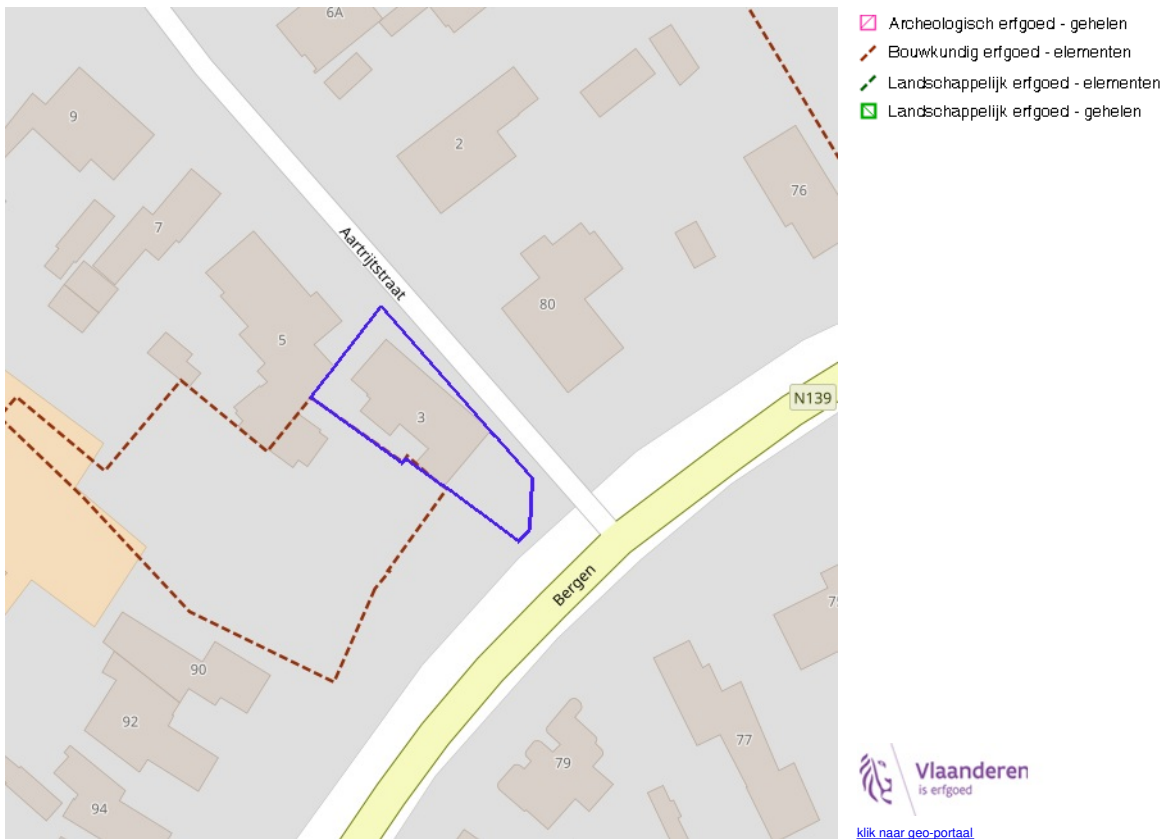 6A
9
2
76
7
Aartrijtstraat
80
5
N139
3
Bergen
90
92
77
79
94
Archeologisch erfgoed - gehelen
Bouwkundig erfgoed - elementen
Landschappelijk erfgoed - elementen
Landschappelijk erfgoed - gehelen
Vlaanderen
is erfgoed
klik naar geo-portaal